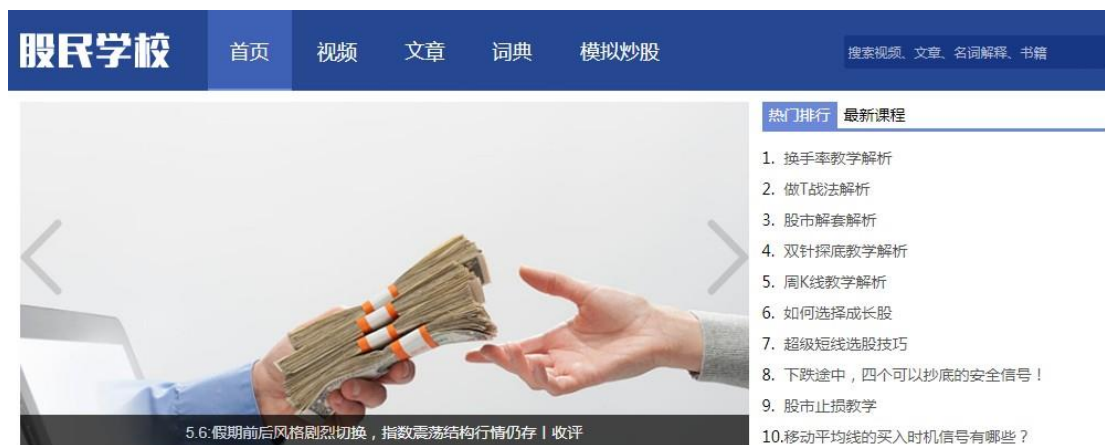 股民学校
首页 视频 文章 词典 模拟炒股
搜索视频、文章、名词解释、书籍
热门排行 最新课程
1. 换手率教学解析
2. 做T战法解析
3. 股市解套解析
4. 双针探底教学解析
5. 周K线教学解析
6. 如何选择成长股
7. 超级短线选股技巧
8. 下跌途中，四个可以抄底的安全信号！
9. 股市止损教学
10.移动平均线的买入时机信号有哪些？
5.6:假期前后风格剧烈切换，指数震荡结构行情仍存丨收评